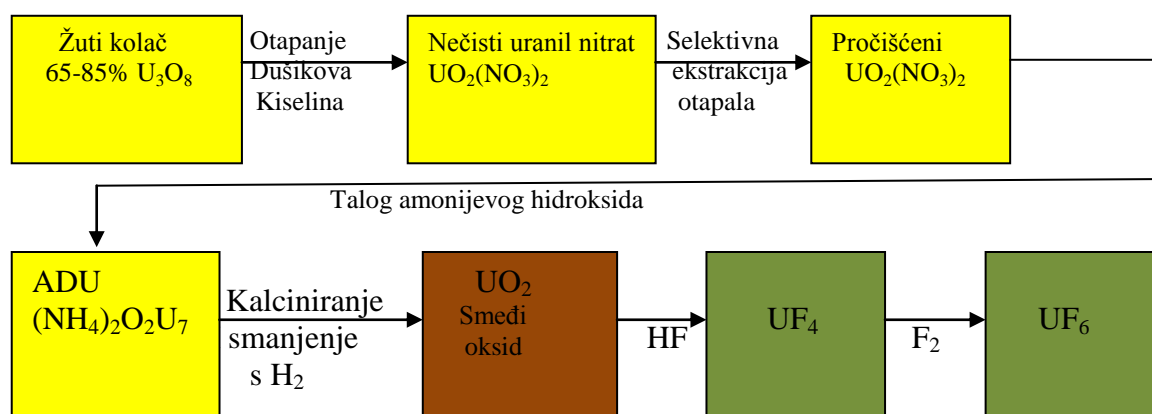 Žuti kolač
65-85% U₃O₈
Otapanje
Dušikova
Kiselina
Nečisti uranil nitrat
UO₂(NO₃)₂
Selektivna
ekstrakcija
otapala
Pročišćeni
UO₂(NO₃)₂
Talog amonijevog hidroksida
ADU
(NH₄)₂O₂U₇
Kalciniranje
smanjenje
s H₂
UO₂
Smeđi
oksid
HF
UF₄
F₂
UF₆